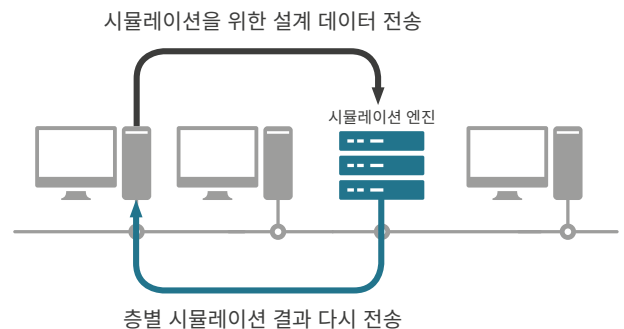 시뮬레이션을 위한 설계 데이터 전송
시뮬레이션 엔진
층별 시뮬레이션 결과 다시 전송